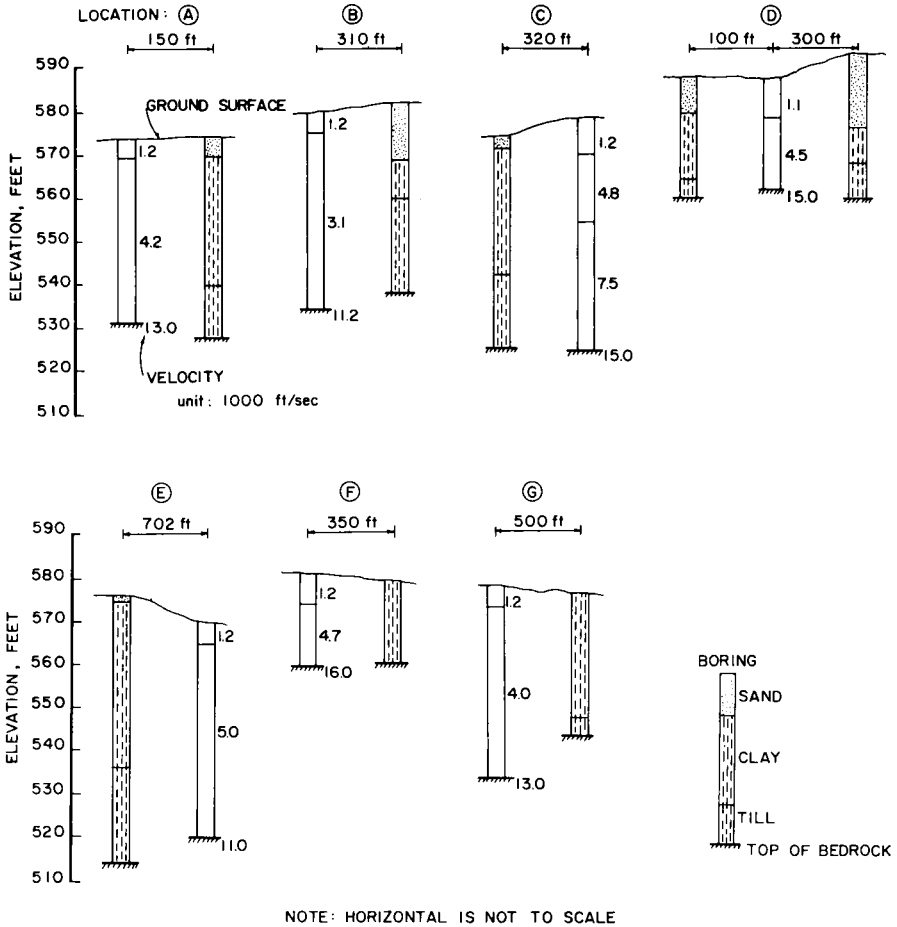 LOCATION: Ⓐ
Ⓑ
Ⓒ
Ⓓ
150 ft
310 ft
320 ft
100 ft
300 ft
590
580
570
560
550
540
530
520
510
ELEVATION, FEET
GROUND SURFACE
1.2
4.2
13.0
VELOCITY
unit: 1000 ft/sec
1.2
3.1
11.2
1.2
4.8
7.5
15.0
1.1
4.5
15.0
Ⓔ
Ⓕ
Ⓖ
702 ft
350 ft
500 ft
590
580
570
560
550
540
530
520
510
ELEVATION, FEET
1.2
5.0
11.0
1.2
4.7
16.0
1.2
4.0
13.0
BORING
SAND
CLAY
TILL
TOP OF BEDROCK
NOTE: HORIZONTAL IS NOT TO SCALE